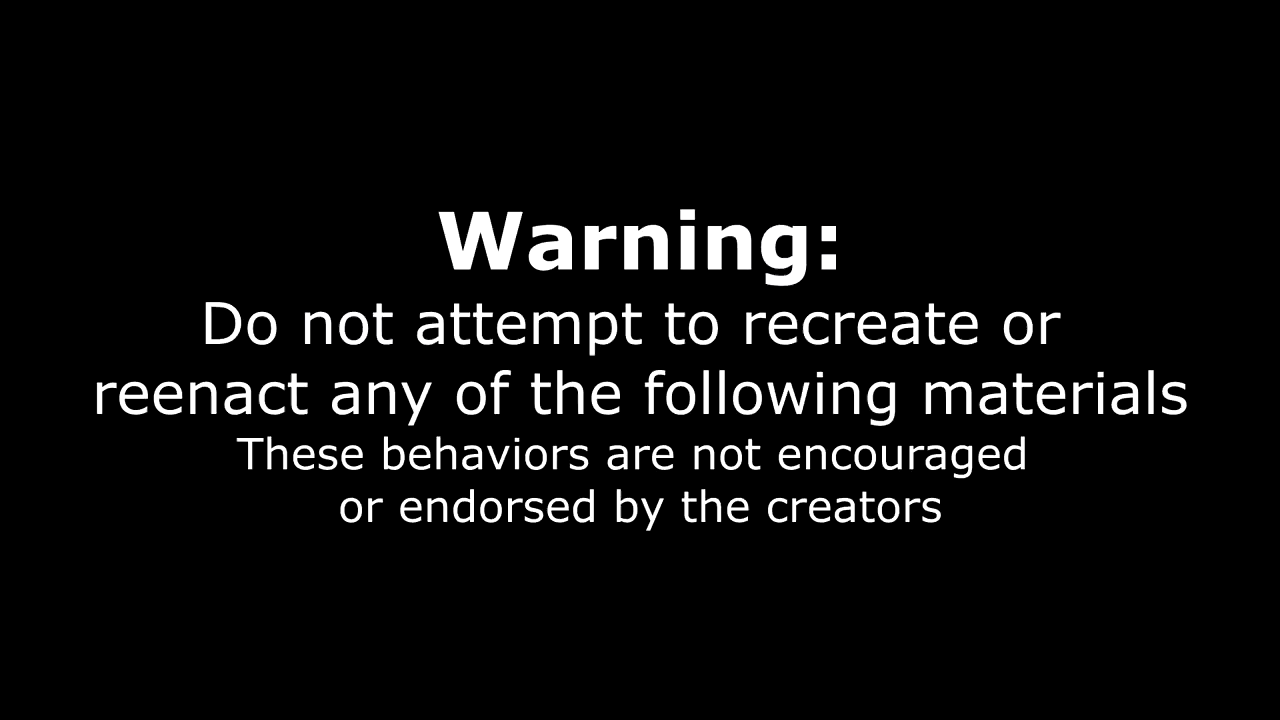 Warning:
Do not attempt to recreate or
reenact any of the following materials
These behaviors are not encouraged
or endorsed by the creators